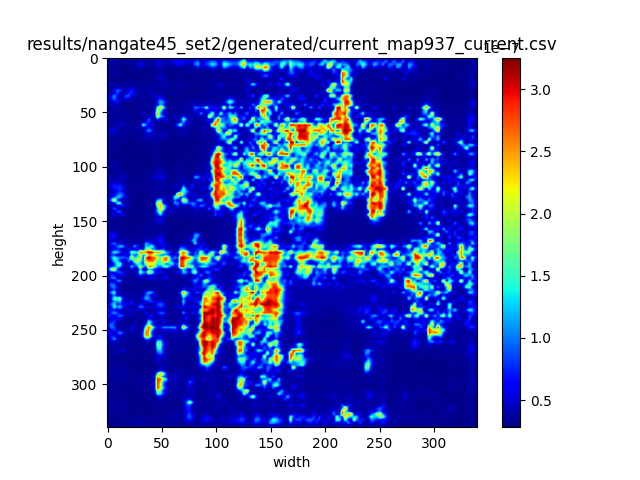 results/nangate45_set2/generated/current_map937_current.csv
1e−7
0
50
100
150
200
250
300
height
0 50 100 150 200 250 300
width
3.0
2.5
2.0
1.5
1.0
0.5